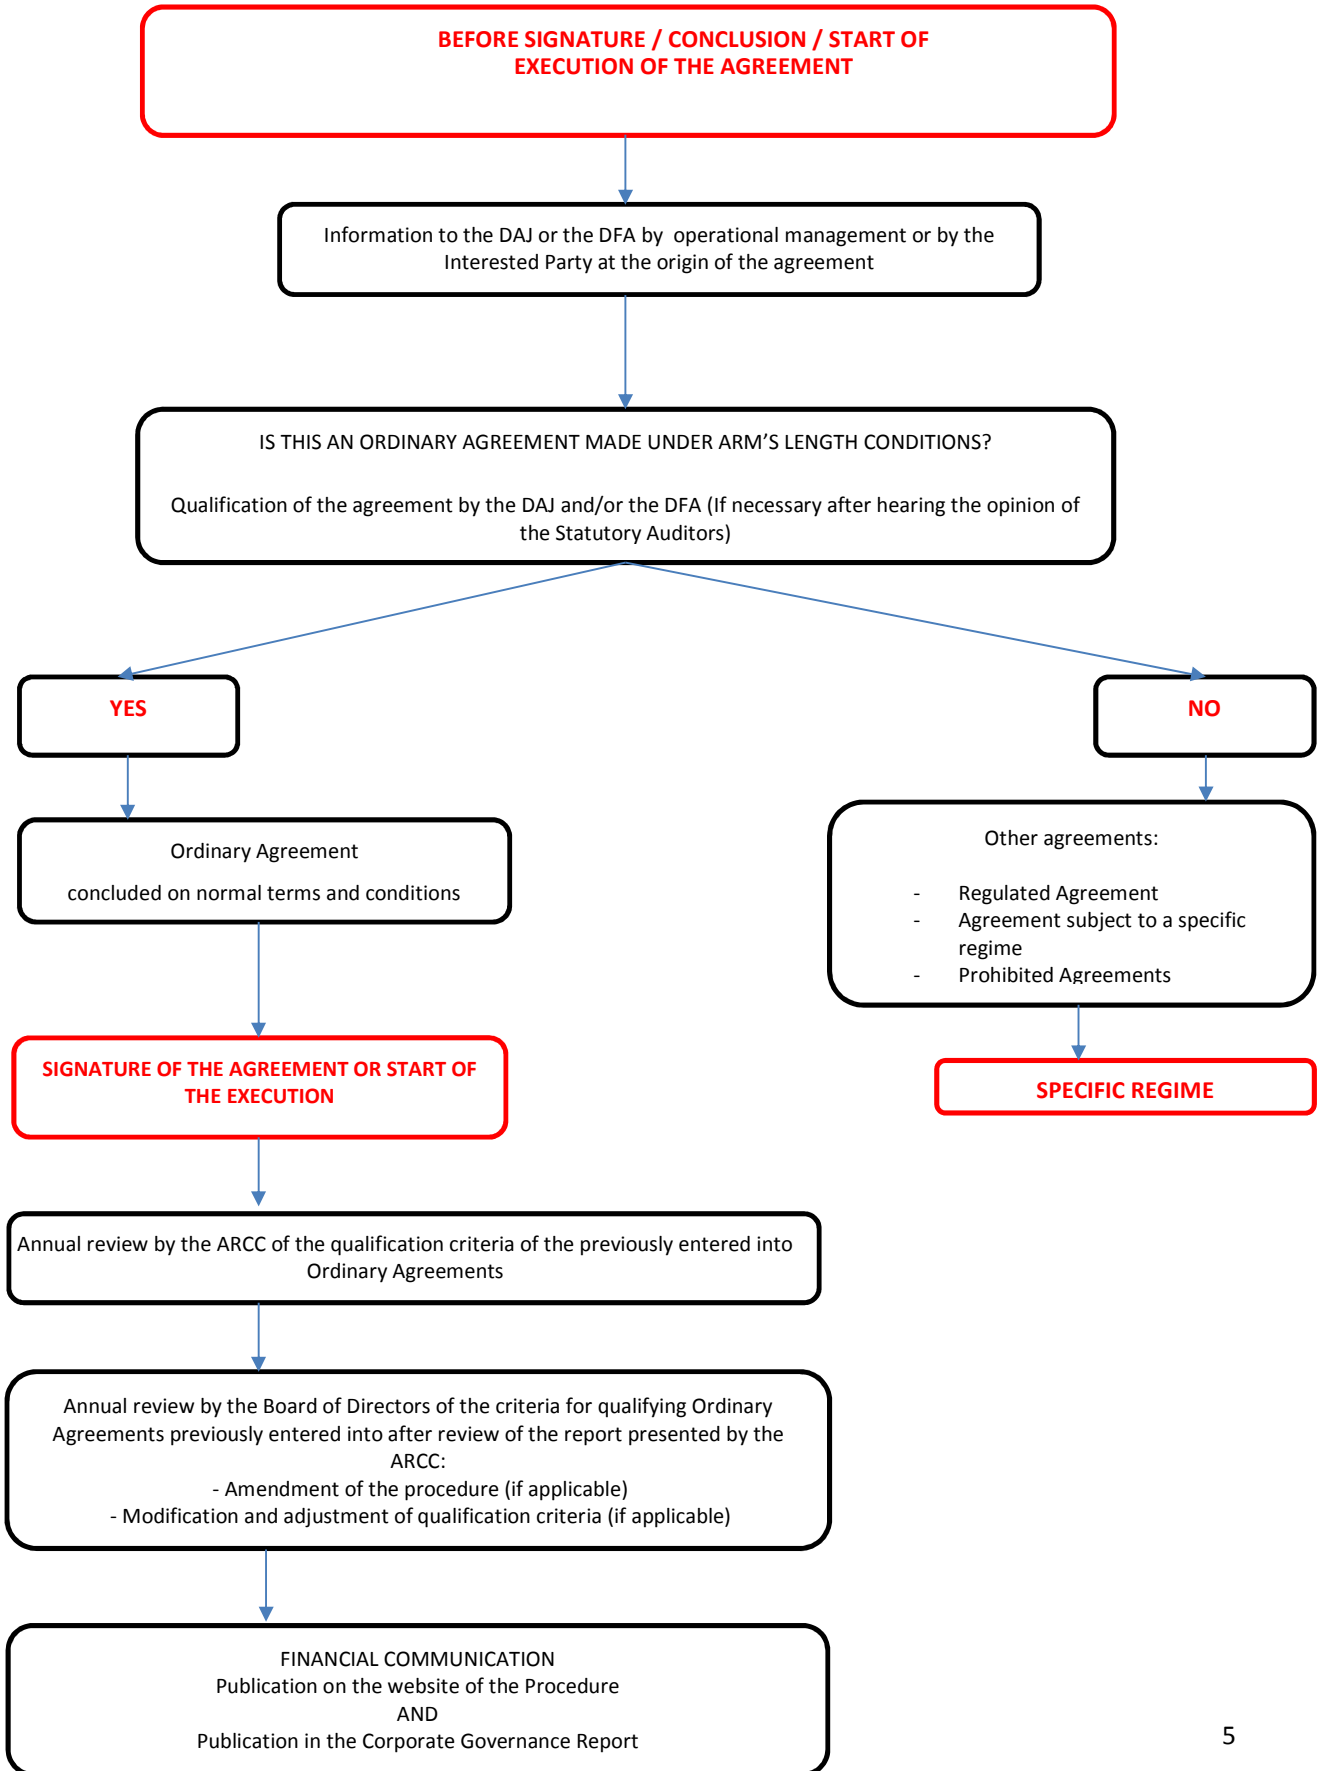 BEFORE SIGNATURE / CONCLUSION / START OF
EXECUTION OF THE AGREEMENT
Information to the DAJ or the DFA by operational management or by the
Interested Party at the origin of the agreement
IS THIS AN ORDINARY AGREEMENT MADE UNDER ARM’S LENGTH CONDITIONS?
Qualification of the agreement by the DAJ and/or the DFA (If necessary after hearing the opinion of
the Statutory Auditors)
YES
NO
Ordinary Agreement
concluded on normal terms and conditions
Other agreements:
- Regulated Agreement
- Agreement subject to a specific
regime
- Prohibited Agreements
SIGNATURE OF THE AGREEMENT OR START OF
THE EXECUTION
SPECIFIC REGIME
Annual review by the ARCC of the qualification criteria of the previously entered into
Ordinary Agreements
Annual review by the Board of Directors of the criteria for qualifying Ordinary
Agreements previously entered into after review of the report presented by the
ARCC:
- Amendment of the procedure (if applicable)
- Modification and adjustment of qualification criteria (if applicable)
FINANCIAL COMMUNICATION
Publication on the website of the Procedure
AND
Publication in the Corporate Governance Report
5